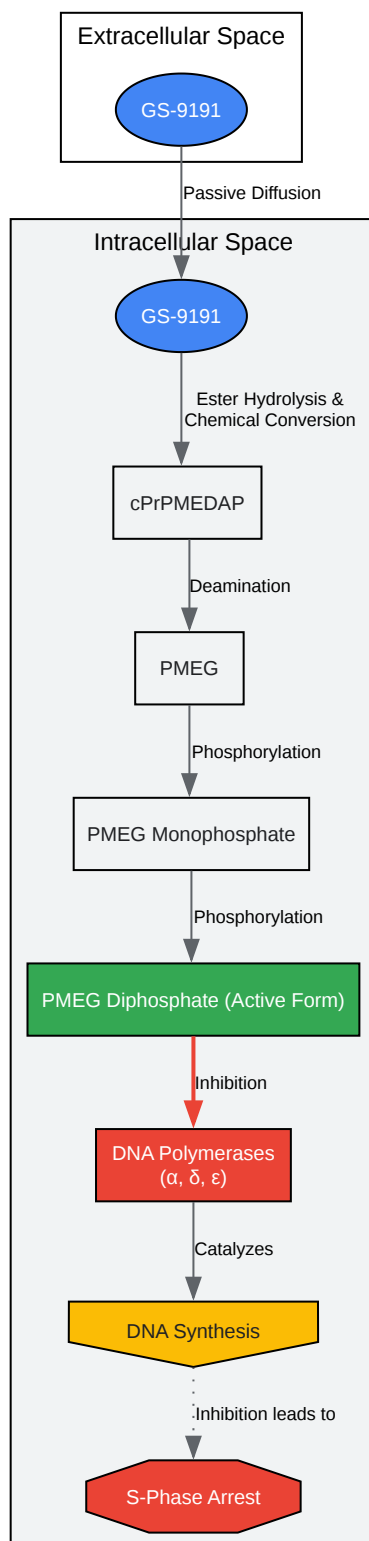 Extracellular Space
GS-9191
Passive Diffusion
Intracellular Space
GS-9191
Ester Hydrolysis &
Chemical Conversion
cPrPMEDAP
Deamination
PMEG
Phosphorylation
PMEG Monophosphate
Phosphorylation
PMEG Diphosphate (Active Form)
Inhibition
DNA Polymerases
(α, δ, ε)
Catalyzes
DNA Synthesis
Inhibition leads to
S-Phase Arrest